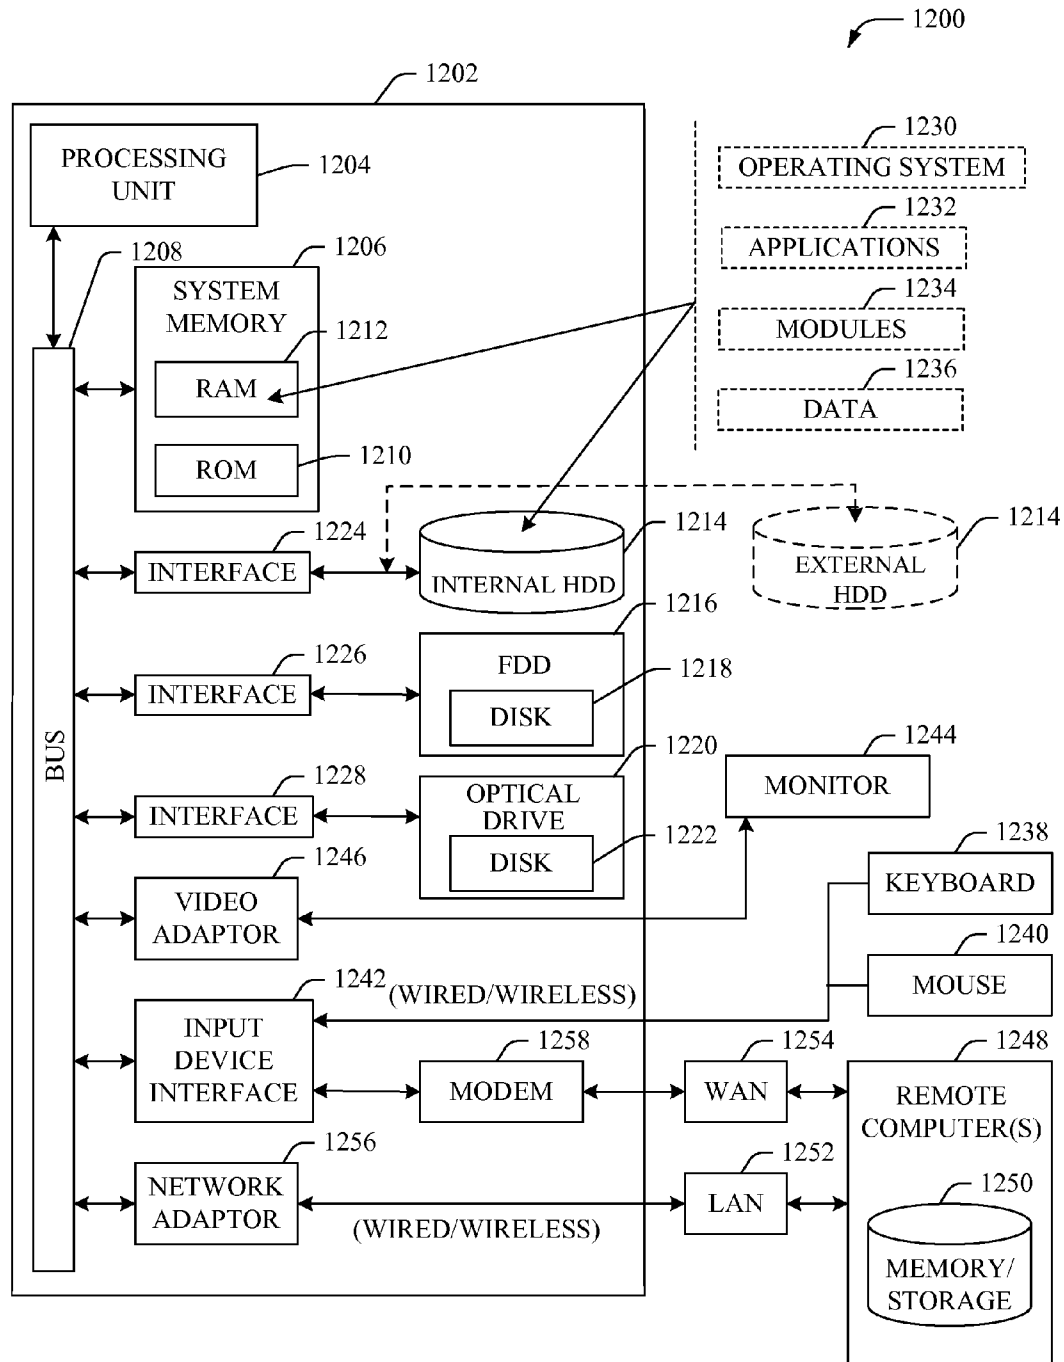 1200
1202
PROCESSING
UNIT
1204
1230
OPERATING SYSTEM
1232
APPLICATIONS
1234
MODULES
1236
DATA
1208
1206
SYSTEM
MEMORY
1212
RAM
1210
ROM
1224
INTERFACE
1214
INTERNAL HDD
1214
EXTERNAL
HDD
1216
FDD
1226
INTERFACE
1218
DISK
BUS
1220
OPTICAL
DRIVE
1228
INTERFACE
1222
DISK
1244
MONITOR
1246
VIDEO
ADAPTOR
1238
KEYBOARD
1240
MOUSE
1242
(WIRED/WIRELESS)
INPUT
DEVICE
INTERFACE
1258
MODEM
1254
WAN
1248
REMOTE
COMPUTER(S)
1256
NETWORK
ADAPTOR
(WIRED/WIRELESS)
1252
LAN
1250
MEMORY/
STORAGE